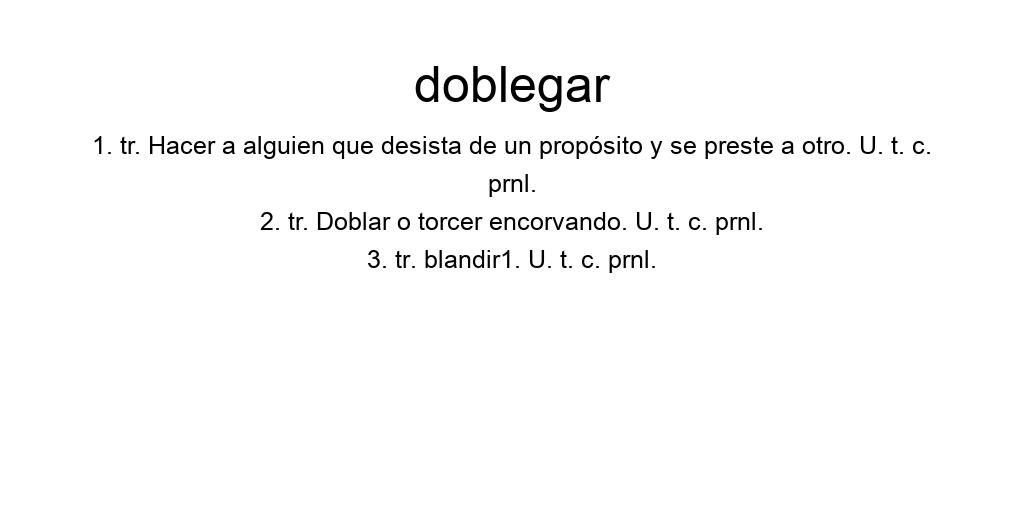 doblegar
1. tr. Hacer a alguien que desista de un propósito y se preste a otro. U. t. c.
prnl.
2. tr. Doblar o torcer encorvando. U. t. c. prnl.
3. tr. blandir1. U. t. c. prnl.